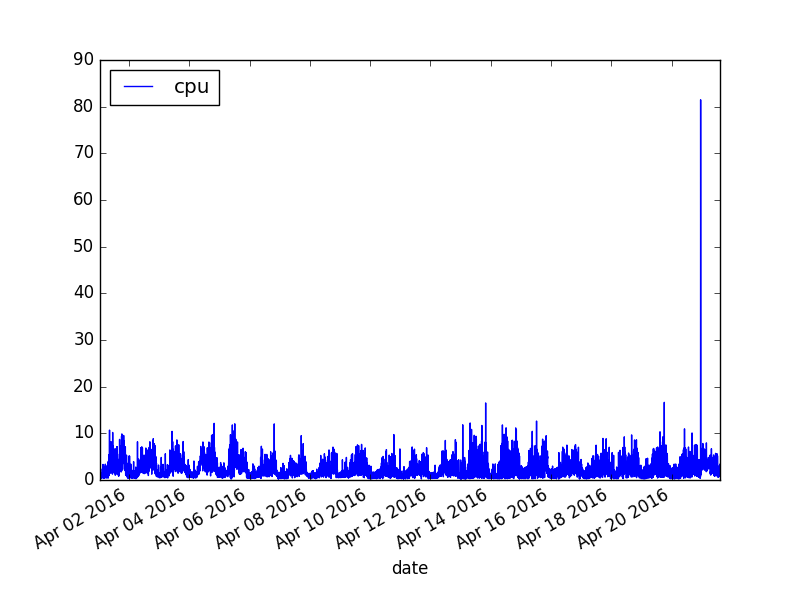 90
cpu
80
70
60
50
40
30
20
10
0
Apr 02 2016
Apr 04 2016
Apr 06 2016
Apr 08 2016
Apr 10 2016
Apr 12 2016
Apr 14 2016
Apr 16 2016
Apr 18 2016
Apr 20 2016
date